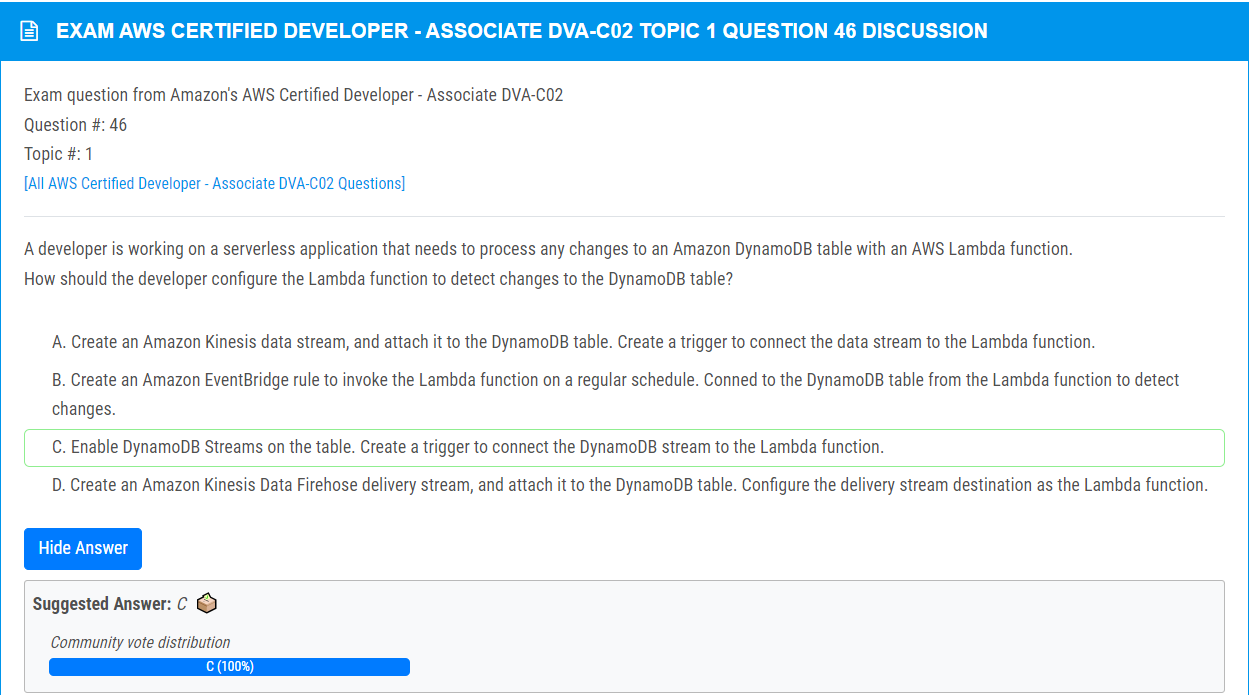 EXAM AWS CERTIFIED DEVELOPER - ASSOCIATE DVA-C02 TOPIC 1 QUESTION 46 DISCUSSION
Exam question from Amazon's AWS Certified Developer - Associate DVA-C02
Question #: 46
Topic #: 1
[All AWS Certified Developer - Associate DVA-C02 Questions]
A developer is working on a serverless application that needs to process any changes to an Amazon DynamoDB table with an AWS Lambda function.
How should the developer configure the Lambda function to detect changes to the DynamoDB table?
A. Create an Amazon Kinesis data stream, and attach it to the DynamoDB table. Create a trigger to connect the data stream to the Lambda function.
B. Create an Amazon EventBridge rule to invoke the Lambda function on a regular schedule. Conned to the DynamoDB table from the Lambda function to detect
changes.
C. Enable DynamoDB Streams on the table. Create a trigger to connect the DynamoDB stream to the Lambda function.
D. Create an Amazon Kinesis Data Firehose delivery stream, and attach it to the DynamoDB table. Configure the delivery stream destination as the Lambda function.
Hide Answer
Suggested Answer: C
Community vote distribution
C (100%)